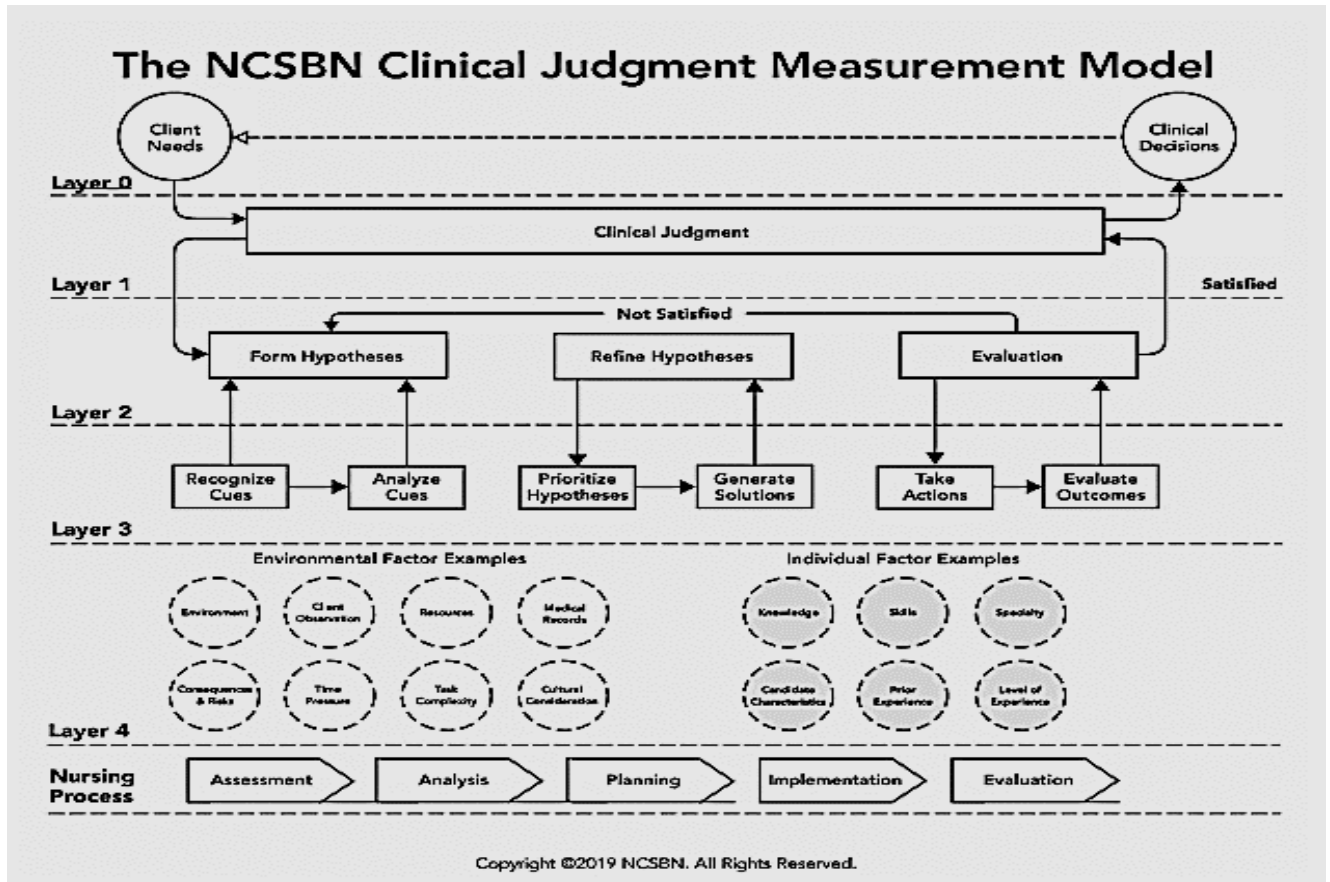 The NCSBN Clinical Judgment Measurement Model
Client
Needs
Clinical
Decisions
Layer 0
Clinical Judgment
Layer 1
Satisfied
Not Satisfied
Form Hypotheses
Refine Hypotheses
Evaluation
Layer 2
Recognize
Cues
Analyze
Cues
Prioritize
Hypotheses
Generate
Solutions
Take
Actions
Evaluate
Outcomes
Layer 3
Environmental Factor Examples
Individual Factor Examples
Environment
Client
Observation
Resources
Medical
Records
Knowledge
Skills
Specialty
Consequences
& Risks
Time
Pressure
Task
Complexity
Cultural
Consideration
Candidate
Characteristics
Prior
Experience
Level of
Experience
Layer 4
Nursing
Process
Assessment
Analysis
Planning
Implementation
Evaluation
Copyright ©2019 NCSBN. All Rights Reserved.